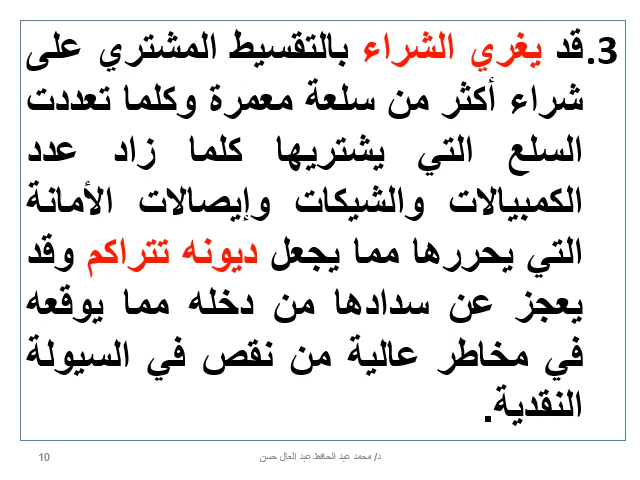 3. قد يغري الشراء بالتقسيط المشتري على
شراء أكثر من سلعة معمرة وكلما تعددت
السلع التي يشتريها كلما زاد عدد
الكمبيالات والشيكات وإيصالات الأمانة
التي يحررها مما يجعل ديونه تتراكم وقد
يعجز عن سدادها من دخله مما يوقعه
في مخاطر عالية من نقص في السيولة
النقدية.
د/ محمد عبد الحافظ عبد العال حسن
10